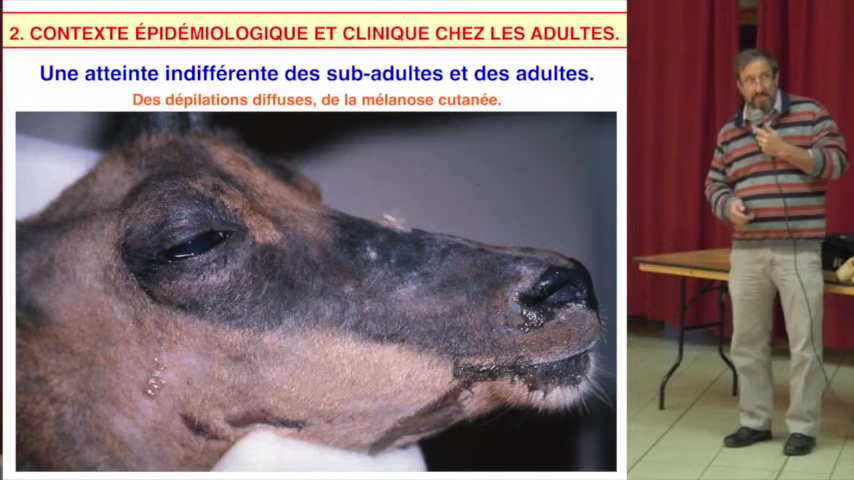 2. CONTEXTE ÉPIDÉMIOLOGIQUE ET CLINIQUE CHEZ LES ADULTES.
Une atteinte indifférente des sub-adultes et des adultes.
Des dépilations diffuses, de la mélanose cutanée.